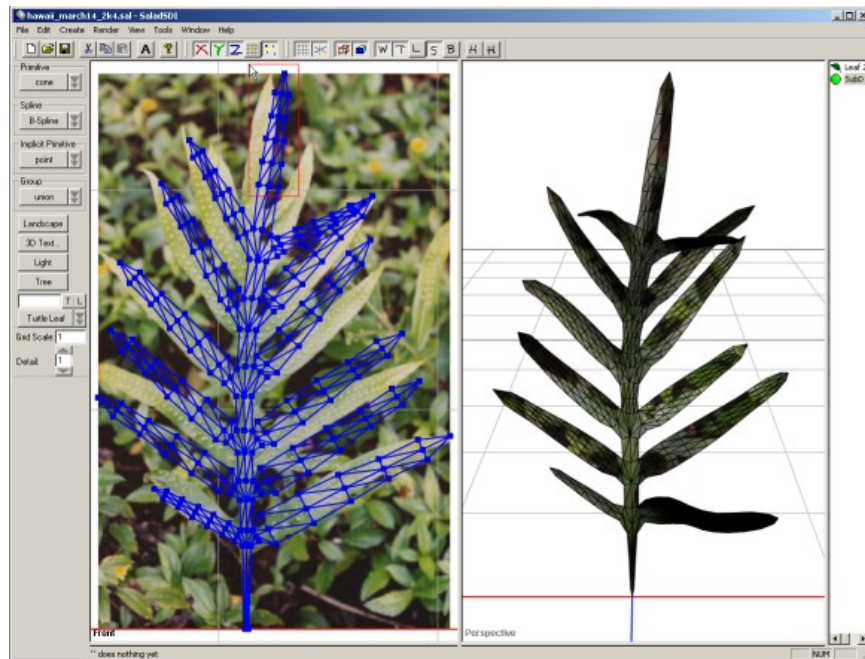 hawaii_march14_2k4.sal - SaladSDI
File Edit Create Render View Tools Window Help
A ? X Y Z W T L S B H H
Primitive
cone
Spline
B-Spline
Implicit Primitive
point
Group
union
Landscape
3D Text...
Light
Tree
T L
Turtle Leaf
Grid Scale: 1
Detail: 1
Leaf 2
SubD
Front
Perspective
'' does nothing yet
NUM